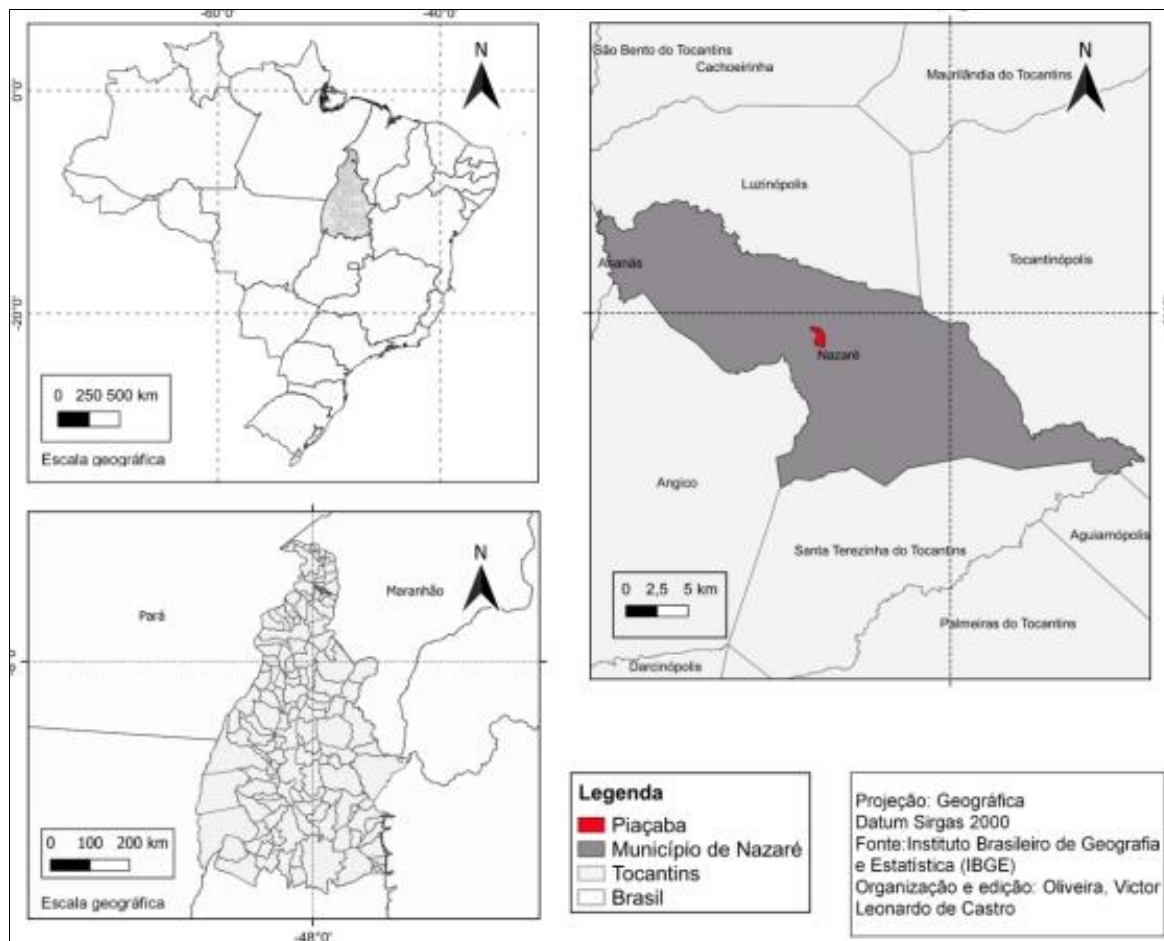 -60°0'
-40°0'
N
0°0'
-20°0'
0 250 500 km
Escala geográfica
São Bento do Tocantins
Cachoeirinha
Maurilândia do Tocantins
N
Luzinópolis
Ananás
Tocantinópolis
Nazaré
Angico
Santa Terezinha do Tocantins
Aguiarnópolis
0 2,5 5 km
Palmeiras do Tocantins
Darcinópolis
N
Pará
Maranhão
0 100 200 km
Escala geográfica
-48°0'
Legenda
Piaçaba
Município de Nazaré
Tocantins
Brasil
Projeção: Geográfica
Datum Sirgas 2000
Fonte:Instituto Brasileiro de Geografia
e Estatística (IBGE)
Organização e edição: Oliveira, Victor
Leonardo de Castro